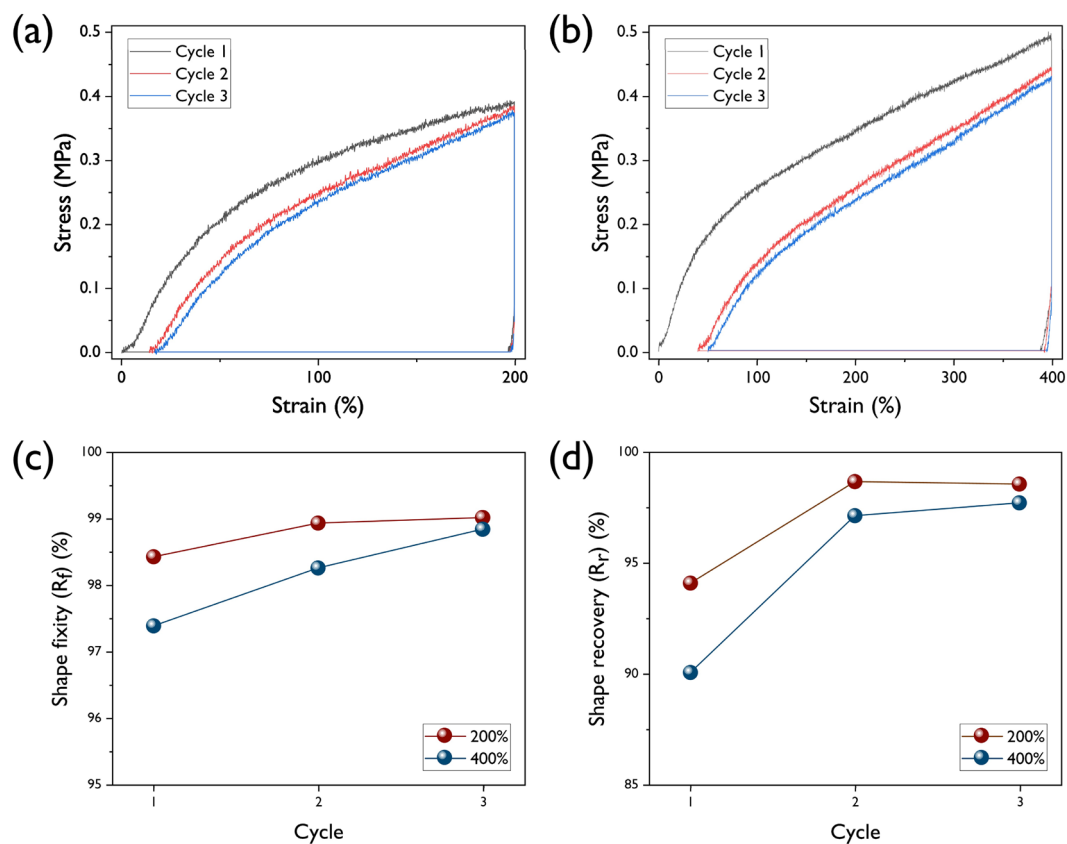 (a)
0.5
0.4
0.3
0.2
0.1
0.0
Stress (MPa)
Cycle 1
Cycle 2
Cycle 3
0
100
200
Strain (%)
(b)
0.5
0.4
0.3
0.2
0.1
0.0
Stress (MPa)
Cycle 1
Cycle 2
Cycle 3
0
50
100
150
200
250
300
350
400
Strain (%)
(c)
100
99
98
97
96
95
Shape fixity (Rf) (%)
200%
400%
1
2
3
Cycle
(d)
100
95
90
85
Shape recovery (Rr) (%)
200%
400%
1
2
3
Cycle